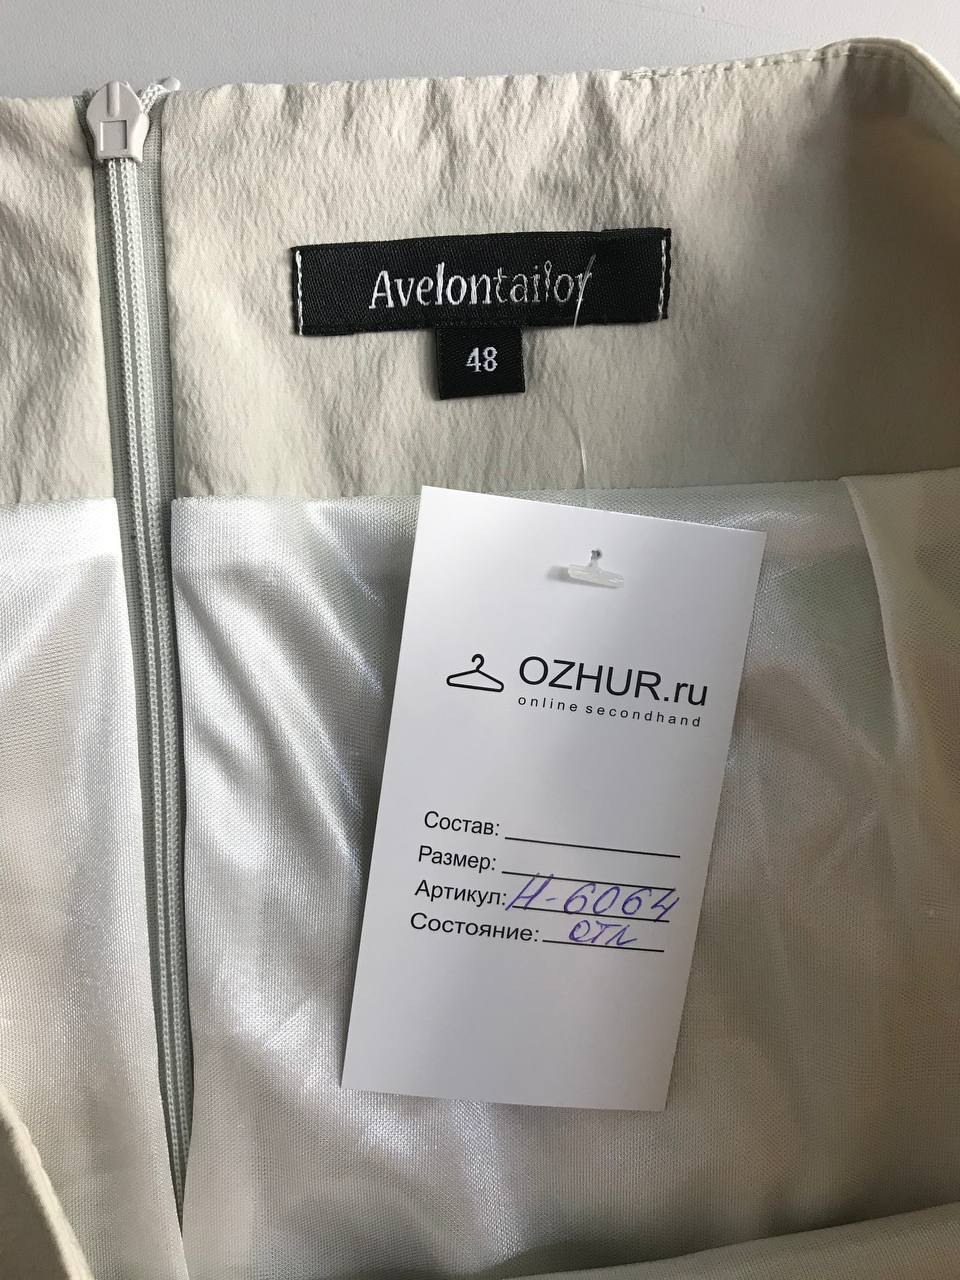 Avelontailor
48
OZHUR.ru
online secondhand
Состав:
Размер:
Артикул: Н-6064
Состояние: отл